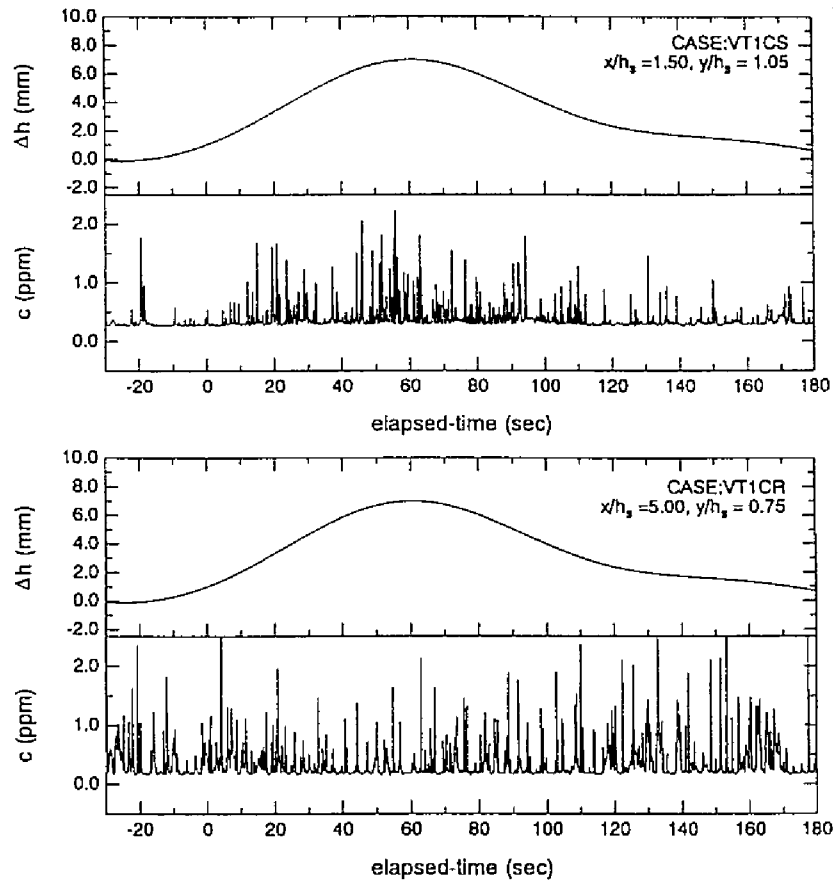 10.0
8.0
6.0
4.0
2.0
0.0
-2.0
Δh (mm)
CASE:VT1CS
x/hs =1.50, y/hs = 1.05
2.0
1.0
0.0
c (ppm)
-20 0 20 40 60 80 100 120 140 160 180
elapsed-time (sec)
10.0
8.0
6.0
4.0
2.0
0.0
-2.0
Δh (mm)
CASE:VT1CR
x/hs =5.00, y/hs = 0.75
2.0
1.0
0.0
c (ppm)
-20 0 20 40 60 80 100 120 140 160 180
elapsed-time (sec)